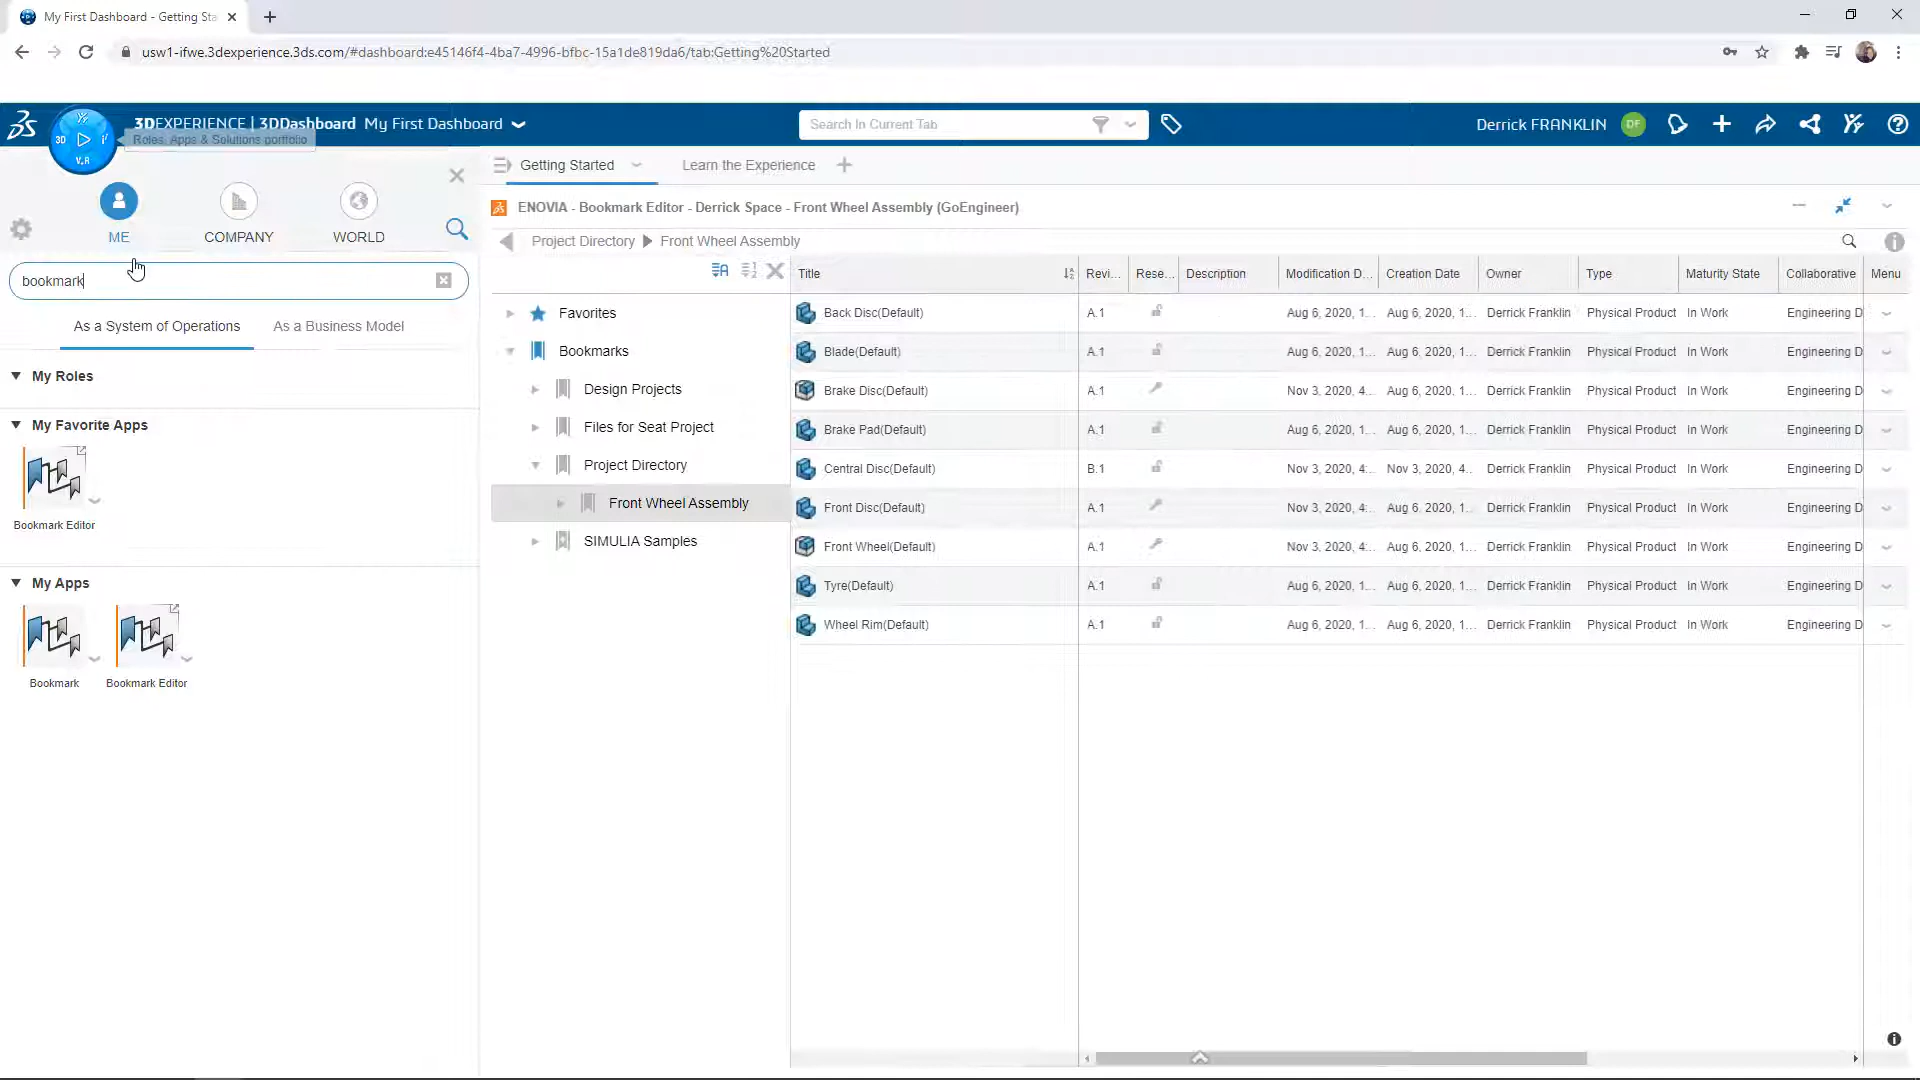 My First Dashboard - Getting Sta
usw1-ifwe.3dexperience.3ds.com/#dashboard:e45146f4-4ba7-4996-bfbc-15a1de819da6/tab:Getting%20Started
3DEXPERIENCE | 3DDashboard My First Dashboard
Search In Current Tab
Derrick FRANKLIN DF
3D
V.R
Roles, Apps & Solutions portfolio
Getting Started
Learn the Experience
ME
COMPANY
WORLD
bookmark
As a System of Operations
As a Business Model
My Roles
My Favorite Apps
Bookmark Editor
My Apps
Bookmark
Bookmark Editor
ENOVIA - Bookmark Editor - Derrick Space - Front Wheel Assembly (GoEngineer)
Project Directory Front Wheel Assembly
Favorites
Bookmarks
Design Projects
Files for Seat Project
Project Directory
Front Wheel Assembly
SIMULIA Samples
Title Revi... Rese... Description Modification D... Creation Date Owner Type Maturity State Collaborative Menu
Back Disc(Default) A.1 Aug 6, 2020, 1... Aug 6, 2020, 1... Derrick Franklin Physical Product In Work Engineering D
Blade(Default) A.1 Aug 6, 2020, 1... Aug 6, 2020, 1... Derrick Franklin Physical Product In Work Engineering D
Brake Disc(Default) A.1 Nov 3, 2020, 4... Aug 6, 2020, 1... Derrick Franklin Physical Product In Work Engineering D
Brake Pad(Default) A.1 Aug 6, 2020, 1... Aug 6, 2020, 1... Derrick Franklin Physical Product In Work Engineering D
Central Disc(Default) B.1 Nov 3, 2020, 4... Nov 3, 2020, 4.. Derrick Franklin Physical Product In Work Engineering D
Front Disc(Default) A.1 Nov 3, 2020, 4... Aug 6, 2020, 1... Derrick Franklin Physical Product In Work Engineering D
Front Wheel(Default) A.1 Nov 3, 2020, 4... Aug 6, 2020, 1... Derrick Franklin Physical Product In Work Engineering D
Tyre(Default) A.1 Aug 6, 2020, 1... Aug 6, 2020, 1... Derrick Franklin Physical Product In Work Engineering D
Wheel Rim(Default) A.1 Aug 6, 2020, 1... Aug 6, 2020, 1... Derrick Franklin Physical Product In Work Engineering D